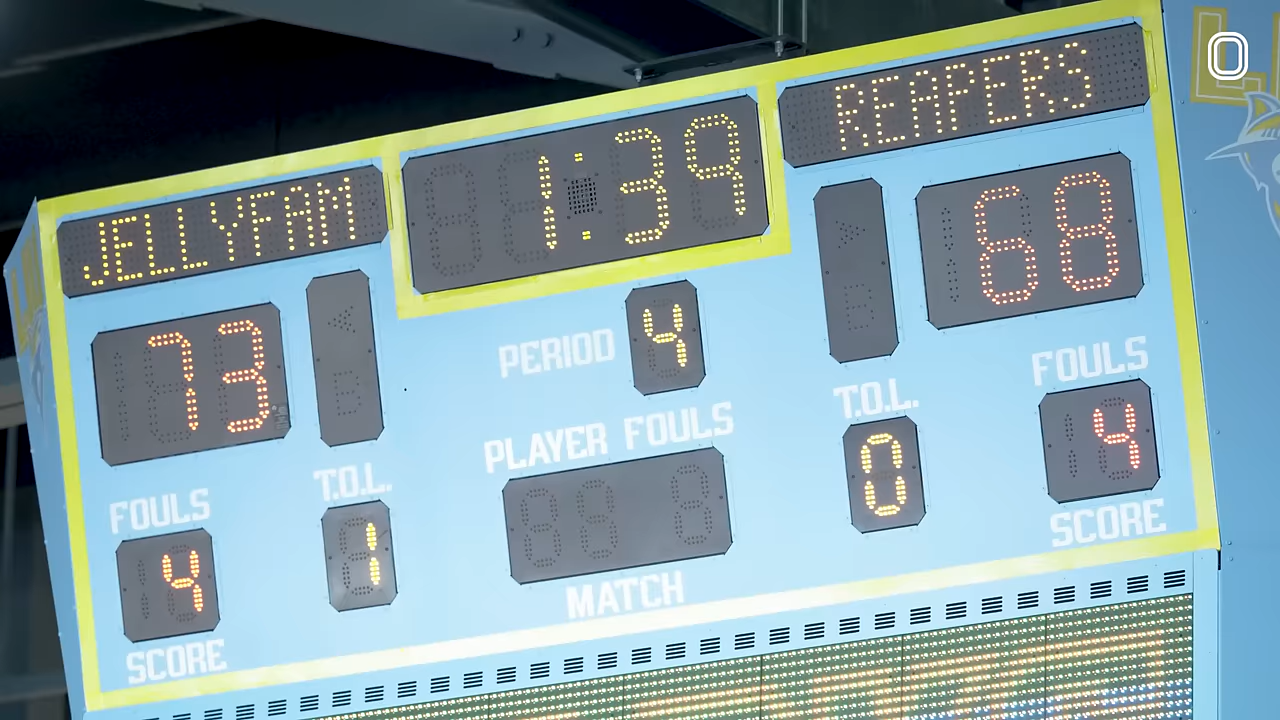 JELLYFAM
1:39
REAPERS
73
68
PERIOD 4
FOULS
T.O.L.
PLAYER FOULS
T.O.L.
FOULS
4
1
0
4
SCORE
MATCH
SCORE
O